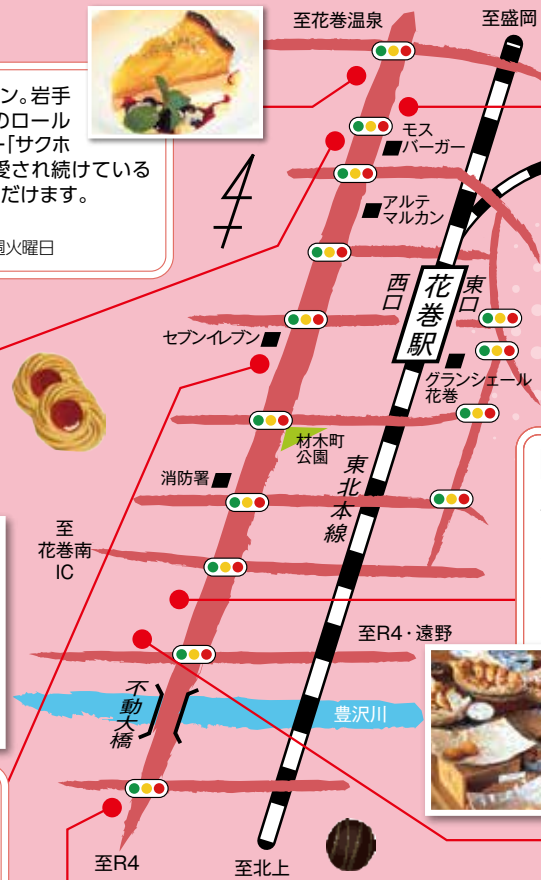 至花巻温泉
至盛岡
ン。岩手
のロール
ー「サクホ
愛され続けている
だけます。
週火曜日
モス
バーガー
アルテ
マルカン
西口
花巻駅
東口
セブンイレブン
グランシェール
花巻
材木町
公園
東北本線
消防署
至
花巻南
IC
至R4・遠野
不動大橋
豊沢川
至R4
至北上